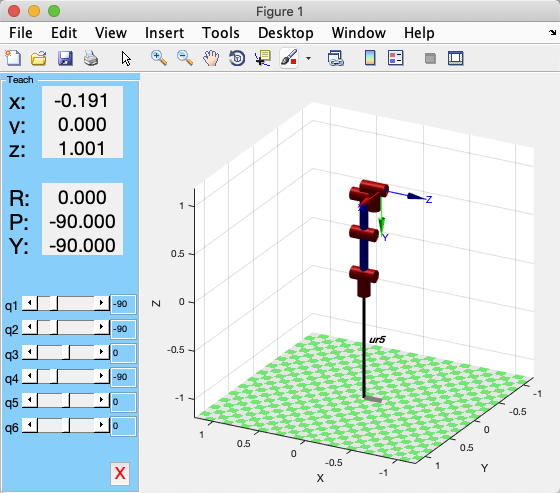 Figure 1
File Edit View Insert Tools Desktop Window Help
Teach
x: -0.191
y: 0.000
z: 1.001
R: 0.000
P: -90.000
Y: -90.000
q1 -90
q2 -90
q3 0
q4 -90
q5 0
q6 0
X
1
0.5
0
-0.5
-1
Z
1
0.5
0
-0.5
-1
X
1
0.5
0
-0.5
-1
Y
ur5
X
Y
Z